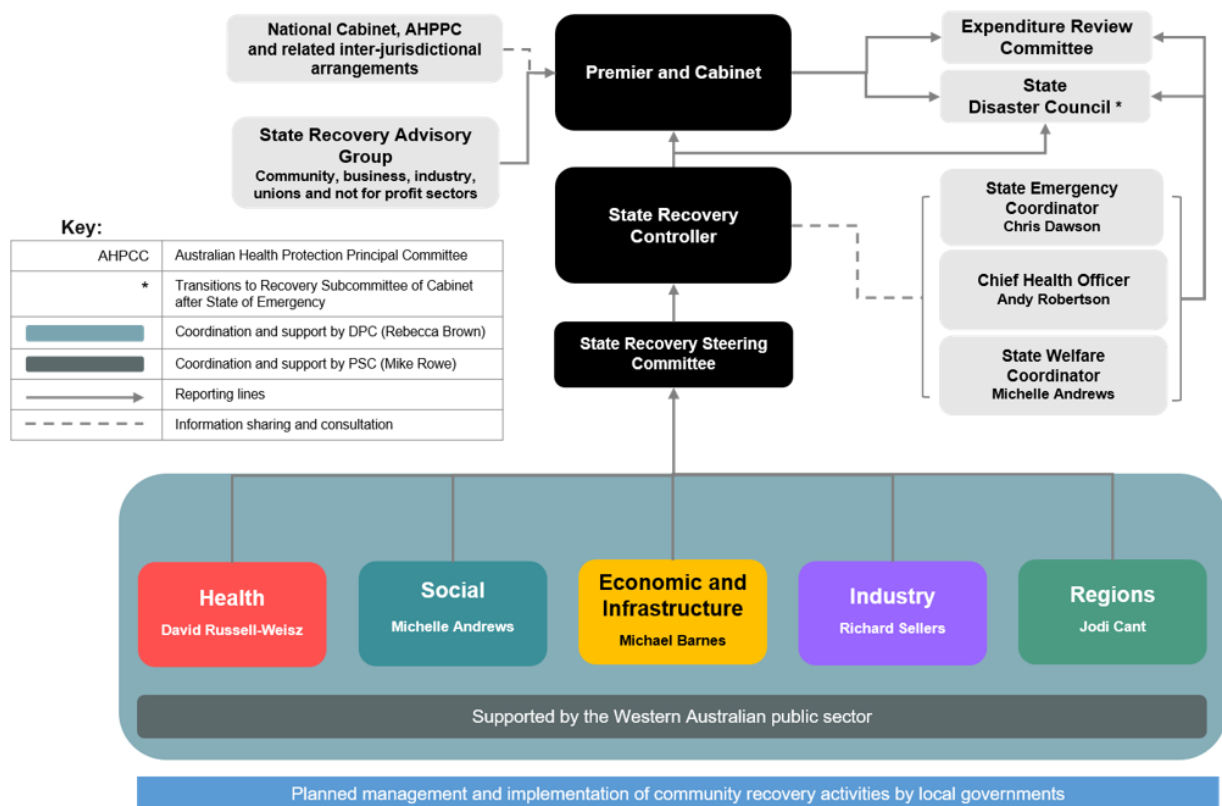 National Cabinet, AHPPC
and related inter-jurisdictional
arrangements
Premier and Cabinet
Expenditure Review
Committee
State
Disaster Council *
State Recovery Advisory
Group
Community, business, industry,
unions and not for profit sectors
State Recovery
Controller
State Emergency
Coordinator
Chris Dawson
Chief Health Officer
Andy Robertson
State Welfare
Coordinator
Michelle Andrews
State Recovery Steering
Committee
Key:
AHPCC Australian Health Protection Principal Committee
* Transitions to Recovery Subcommittee of Cabinet
after State of Emergency
Coordination and support by DPC (Rebecca Brown)
Coordination and support by PSC (Mike Rowe)
Reporting lines
Information sharing and consultation
Health
David Russell-Weisz
Social
Michelle Andrews
Economic and
Infrastructure
Michael Barnes
Industry
Richard Sellers
Regions
Jodi Cant
Supported by the Western Australian public sector
Planned management and implementation of community recovery activities by local governments